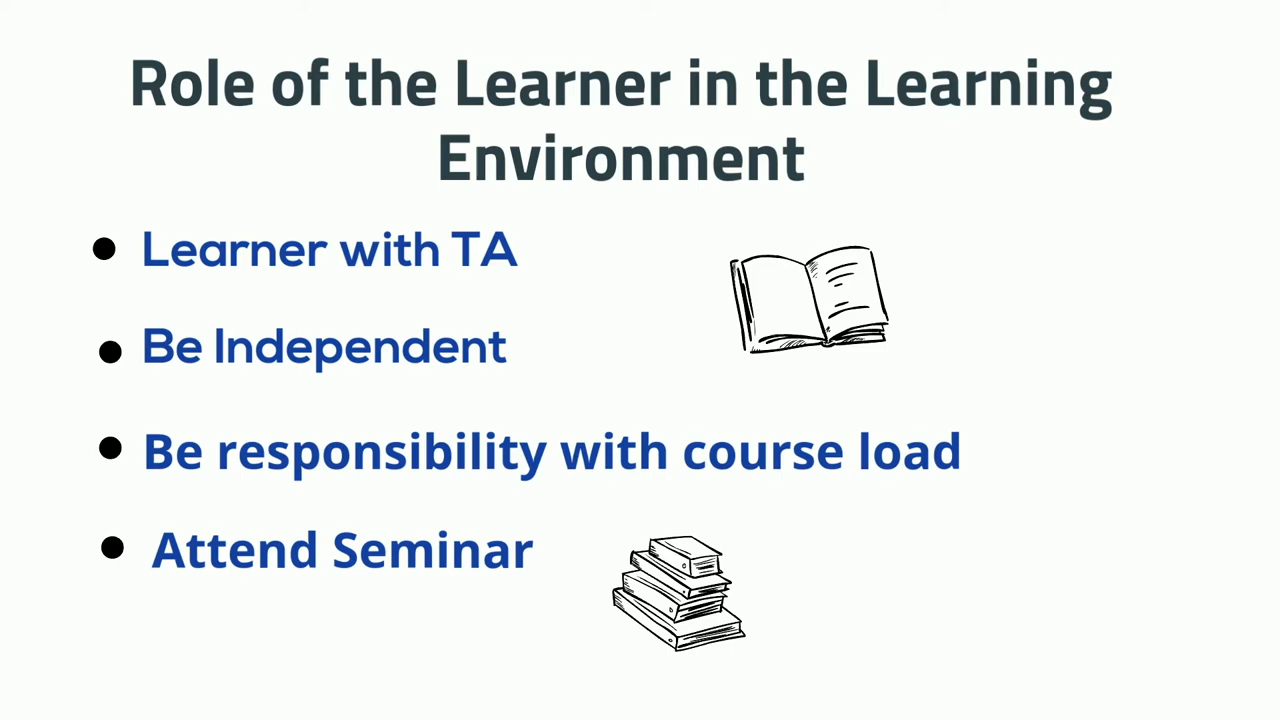 Role of the Learner in the Learning
Environment
Learner with TA
Be Independent
Be responsibility with course load
Attend Seminar